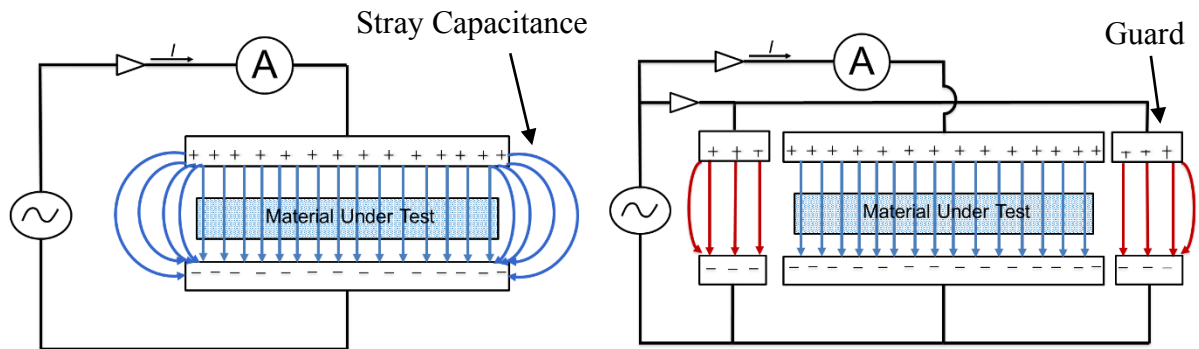 Stray Capacitance
I
A
Material Under Test
Guard
I
A
Material Under Test